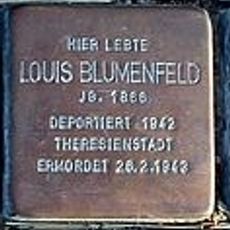 HIER LEBTE
LOUIS BLUMENFELD
JG. 1866
DEPORTIERT 1942
THERESIENSTADT
ERMORDET 26.2.1943